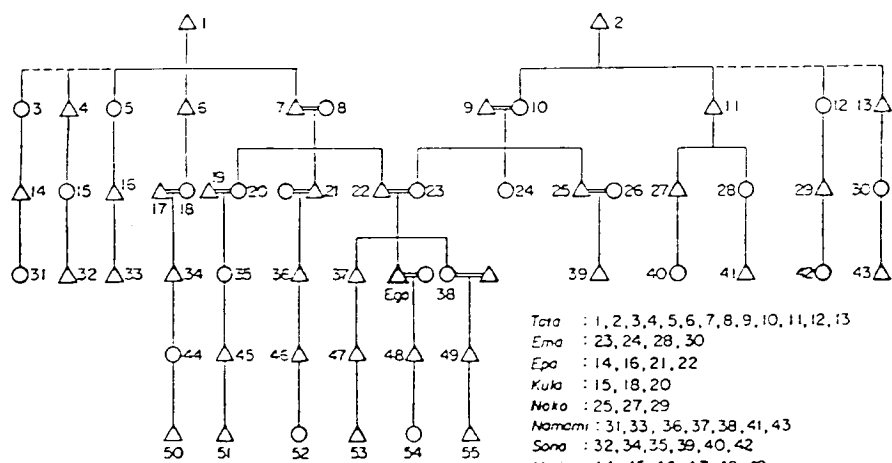 1 2
3 4 5 6 7 8 9 10 11 12 13
14 15 16 17 18 19 20 21 22 23 24 25 26 27 28 29 30
31 32 33 34 35 36 37 Ego 38 39 40 41 42 43
Tata : 1, 2, 3, 4, 5, 6, 7, 8, 9, 10, 11, 12, 13
Ema : 23, 24, 28, 30
44 45 46 47 48 49 Epa : 14, 16, 21, 22
Kula : 15, 18, 20
Noko : 25, 27, 29
Namami : 31, 33, 36, 37, 38, 41, 43
50 51 52 53 54 55 Sona : 32, 34, 35, 39, 40, 42